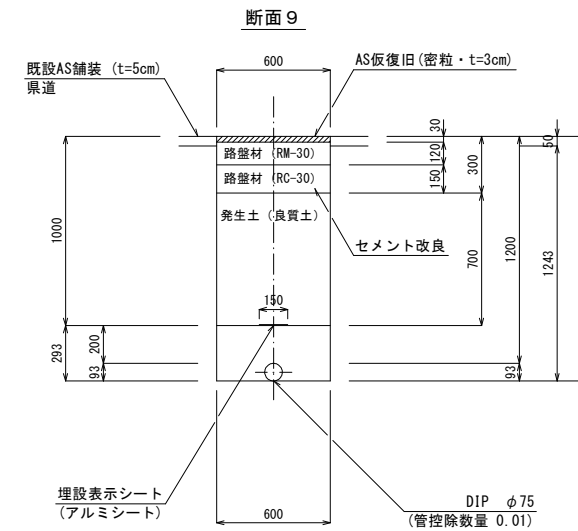 断面９
既設AS舗装 (t=5cm)
県道
600
AS仮復旧(密粒・t=3cm)
30
50
120
300
150
路盤材 (RM-30)
路盤材 (RC-30)
発生土 (良質土)
セメント改良
1000
700
1200
1243
150
293
200
93
93
埋設表示シート
(アルミシート)
600
DIP φ75
(管控除数量 0.01)